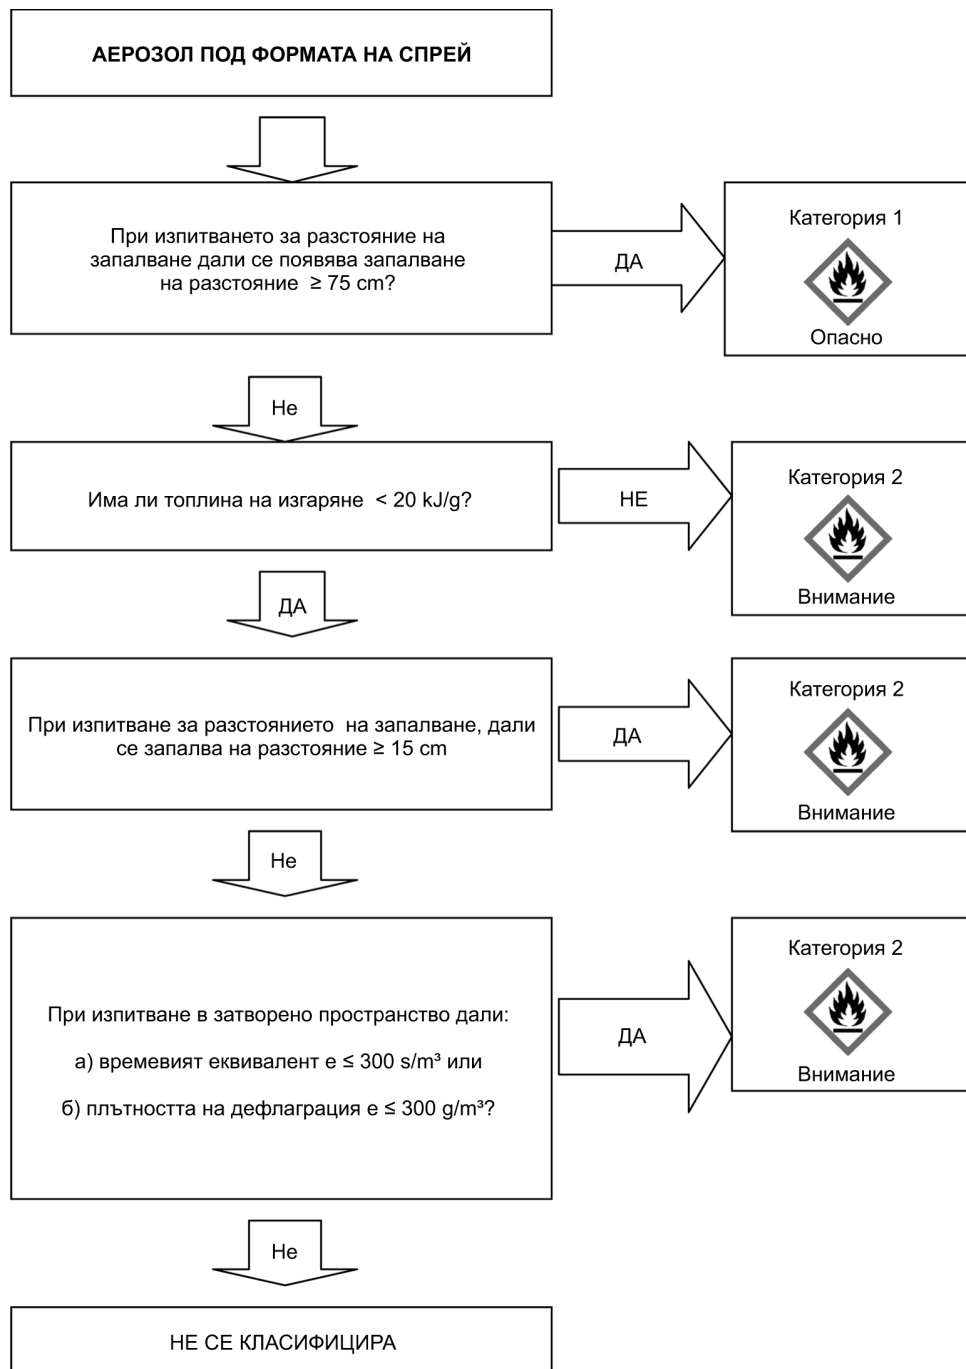 АЕРОЗОЛ ПОД ФОРМАТА НА СПРЕЙ
При изпитването за разстояние на
запалване дали се появява запалване
на разстояние ≥ 75 cm?
ДА
Категория 1
Опасно
Не
Има ли топлина на изгаряне < 20 kJ/g?
НЕ
Категория 2
Внимание
ДА
При изпитване за разстоянието на запалване, дали
се запалва на разстояние ≥ 15 cm
ДА
Категория 2
Внимание
Не
При изпитване в затворено пространство дали:
а) времевият еквивалент е ≤ 300 s/m³ или
б) плътността на дефлаграция е ≤ 300 g/m³?
ДА
Категория 2
Внимание
Не
НЕ СЕ КЛАСИФИЦИРА